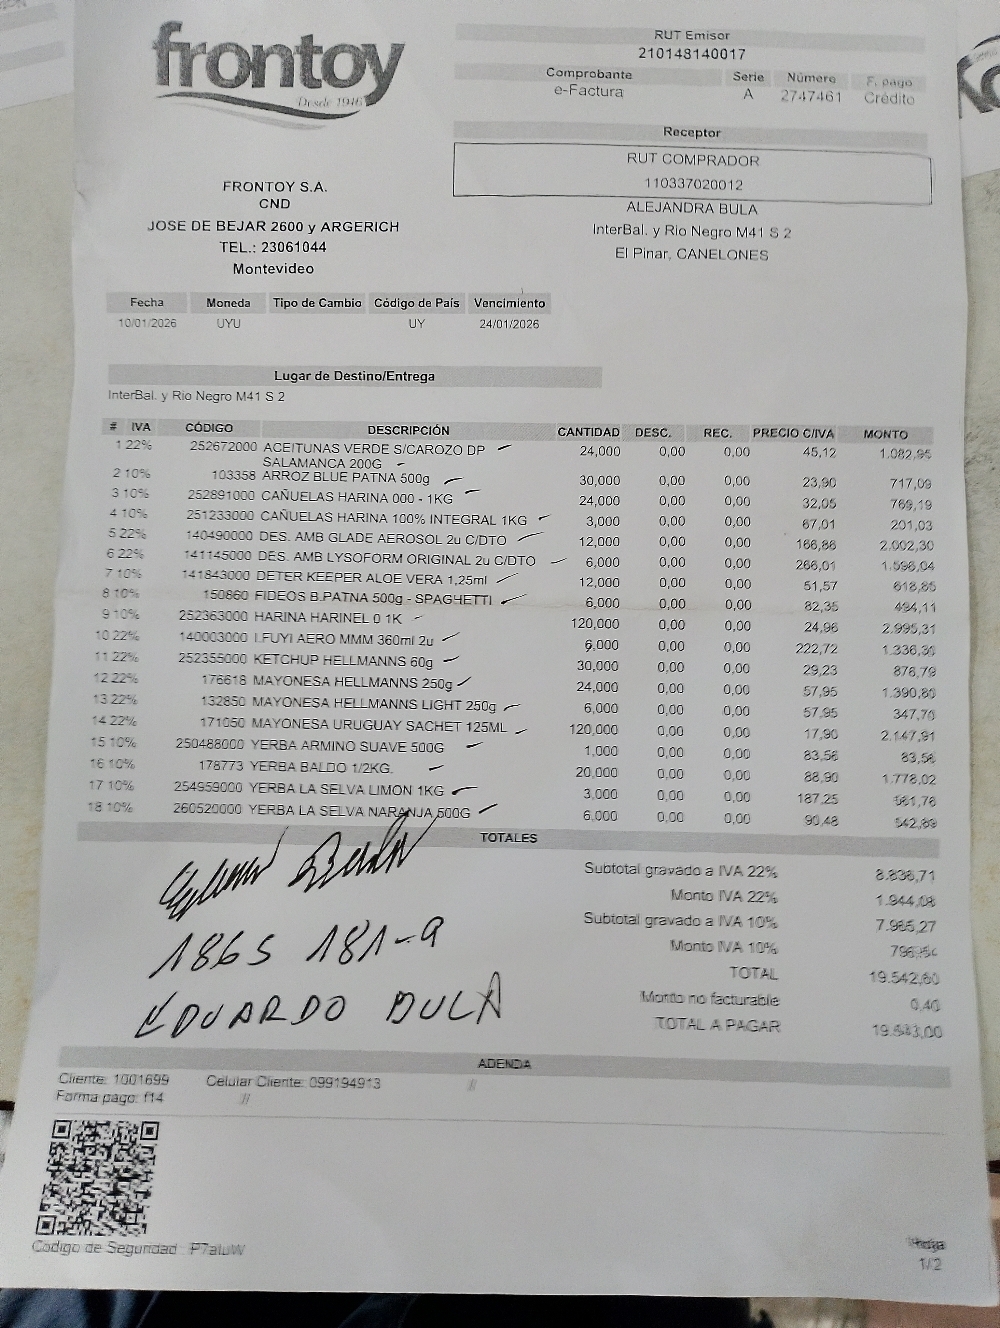 frontoy
Desde 1946
RUT Emisor
210148140017
Comprobante Serie Número F. pago
e-Factura A 2747461 Crédito
Receptor
RUT COMPRADOR
110337020012
ALEJANDRA BULA
InterBal. y Rio Negro M41 S 2
El Pinar, CANELONES
FRONTOY S.A.
CND
JOSE DE BEJAR 2600 y ARGERICH
TEL.: 23061044
Montevideo
Fecha Moneda Tipo de Cambio Código de País Vencimiento
10/01/2026 UYU UY 24/01/2026
Lugar de Destino/Entrega
InterBal. y Rio Negro M41 S 2
# IVA CÓDIGO DESCRIPCIÓN CANTIDAD DESC. REC. PRECIO C/IVA MONTO
1 22% 252672000 ACEITUNAS VERDE S/CAROZO DP 24,000 0,00 0,00 45,12 1.082,95
SALAMANCA 200G
2 10% 103358 ARROZ BLUE PATNA 500g 30,000 0,00 0,00 23,90 717,09
3 10% 252891000 CAÑUELAS HARINA 000 - 1KG 24,000 0,00 0,00 32,05 769,19
4 10% 251233000 CAÑUELAS HARINA 100% INTEGRAL 1KG 3,000 0,00 0,00 67,01 201,03
5 22% 140490000 DES. AMB GLADE AEROSOL 2u C/DTO 12,000 0,00 0,00 166,86 2.002,30
6 22% 141145000 DES. AMB LYSOFORM ORIGINAL 2u C/DTO 6,000 0,00 0,00 266,01 1.596,04
7 10% 141843000 DETER KEEPER ALOE VERA 1,25ml 12,000 0,00 0,00 51,57 618,85
8 10% 150860 FIDEOS B.PATNA 500g - SPAGHETTI 6,000 0,00 0,00 82,35 494,11
9 10% 252363000 HARINA HARINEL 0 1K 120,000 0,00 0,00 24,96 2.995,31
10 22% 140003000 I.FUYI AERO MMM 360ml 2u 6,000 0,00 0,00 222,72 1.336,30
11 22% 252355000 KETCHUP HELLMANNS 60g 30,000 0,00 0,00 29,23 876,79
12 22% 176618 MAYONESA HELLMANNS 250g 24,000 0,00 0,00 57,95 1.390,80
13 22% 132850 MAYONESA HELLMANNS LIGHT 250g 6,000 0,00 0,00 57,95 347,70
14 22% 171050 MAYONESA URUGUAY SACHET 125ML 120,000 0,00 0,00 17,90 2.147,91
15 10% 250488000 YERBA ARMINO SUAVE 500G 1,000 0,00 0,00 83,56 83,56
16 10% 178773 YERBA BALDO 1/2KG. 20,000 0,00 0,00 88,90 1.778,02
17 10% 254959000 YERBA LA SELVA LIMON 1KG 3,000 0,00 0,00 187,25 561,76
18 10% 260520000 YERBA LA SELVA NARANJA 500G 6,000 0,00 0,00 90,48 542,89
TOTALES
Subtotal gravado a IVA 22% 8.836,71
Monto IVA 22% 1.944,08
Subtotal gravado a IVA 10% 7.965,27
Monto IVA 10%
TOTAL 19.542,60
Monto no facturable 0,40
TOTAL A PAGAR 19.543,00
1865 181-9
EDUARDO BULA
ADENDA
Cliente: 1001699 Celular Cliente: 099194913 //
Forma pago: f14 //
Codigo de Seguridad: P7aluW
Hoja
1/2